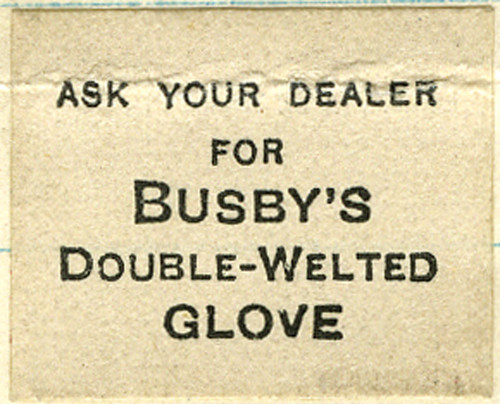 ASK YOUR DEALER
FOR
BUSBY'S
DOUBLE-WELTED
GLOVE